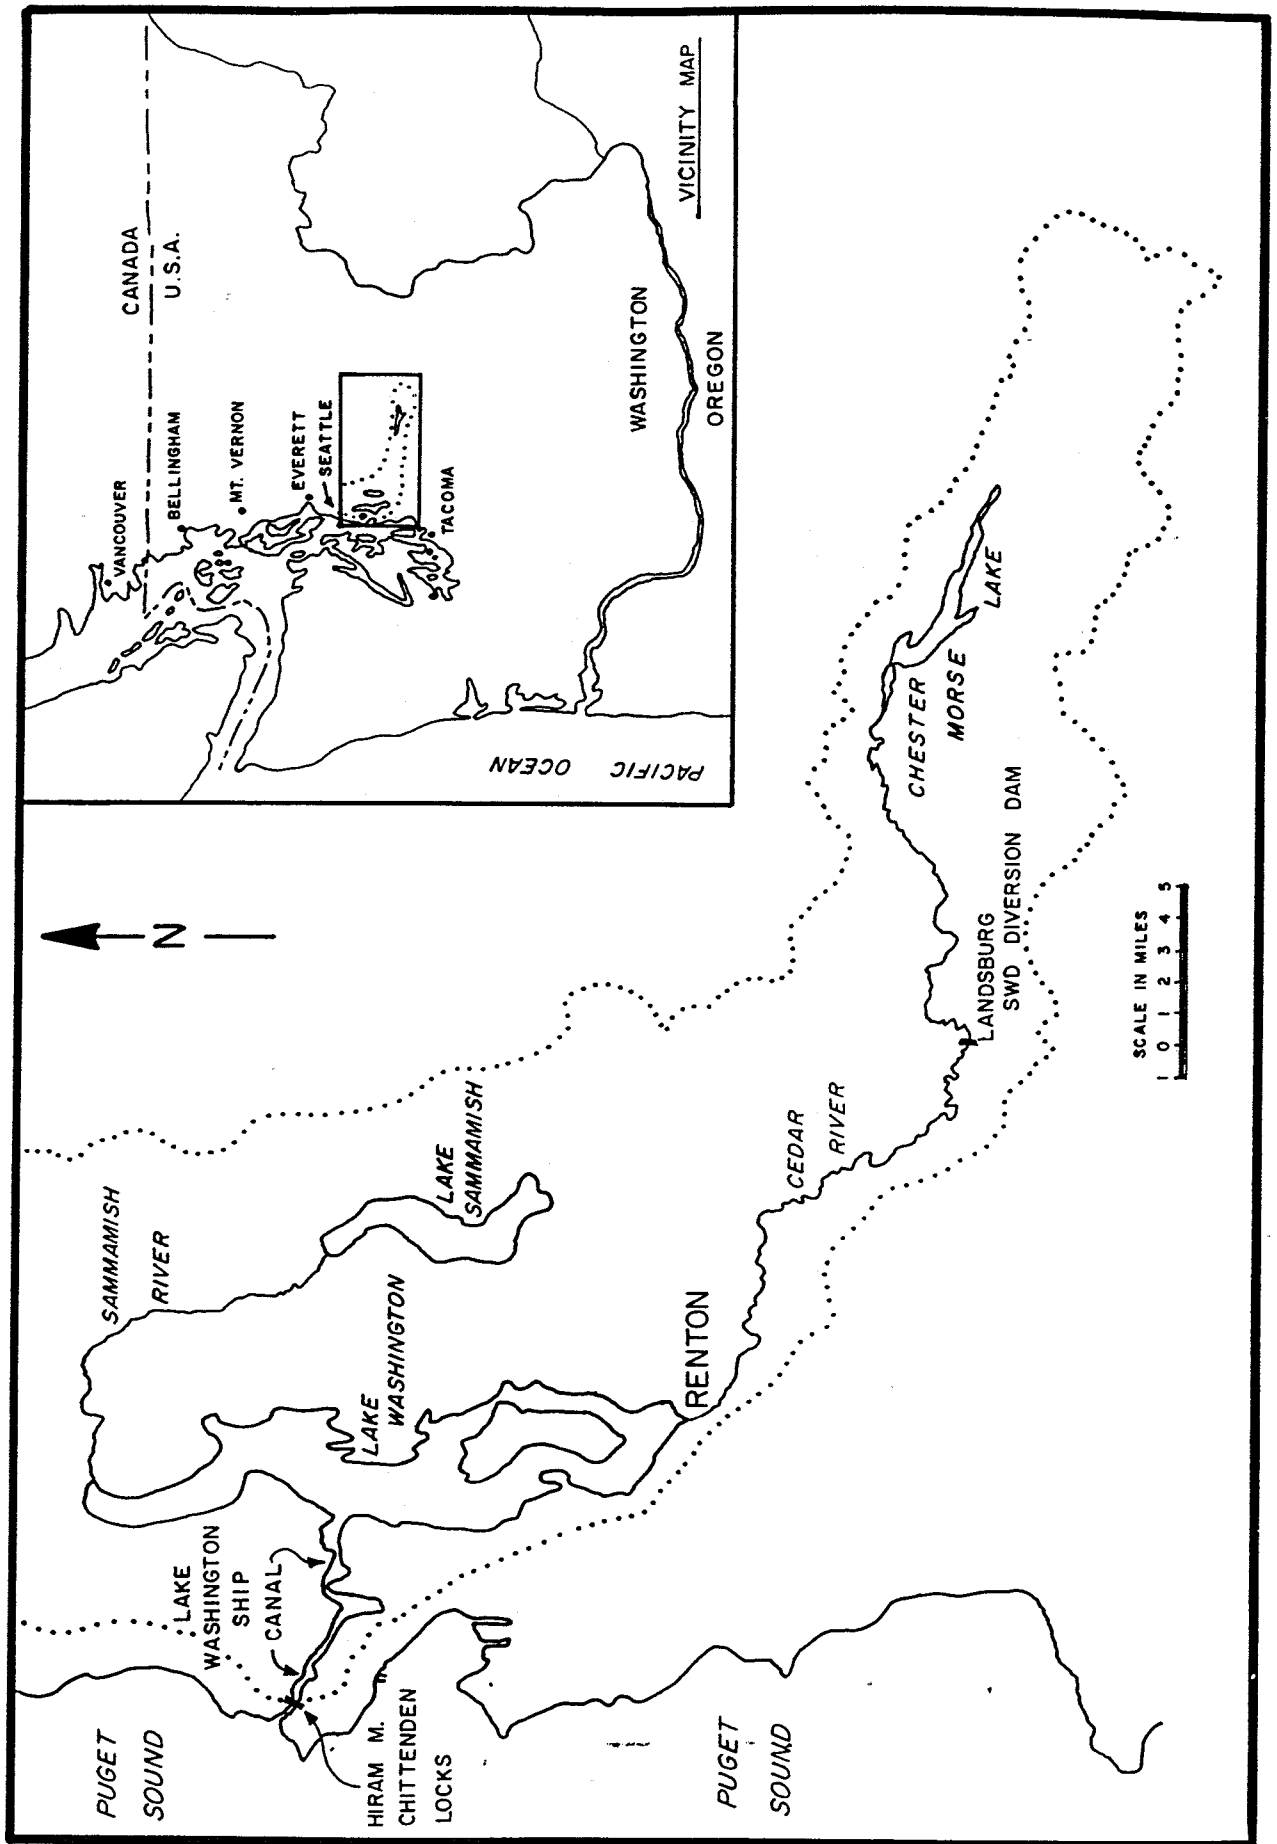 PUGET
SOUND
LAKE
WASHINGTON
SHIP
CANAL
HIRAM M.
CHITTENDEN
LOCKS
SAMMAMISH
RIVER
LAKE
WASHINGTON
LAKE
SAMMAMISH
N
RENTON
CEDAR
RIVER
PUGET
SOUND
LANDSBURG
SWD DIVERSION DAM
CHESTER
MORSE
LAKE
SCALE IN MILES
1 0 1 2 3 4 5
CANADA
U.S.A.
VANCOUVER
BELLINGHAM
MT. VERNON
EVERETT
SEATTLE
TACOMA
PACIFIC OCEAN
WASHINGTON
OREGON
VICINITY MAP